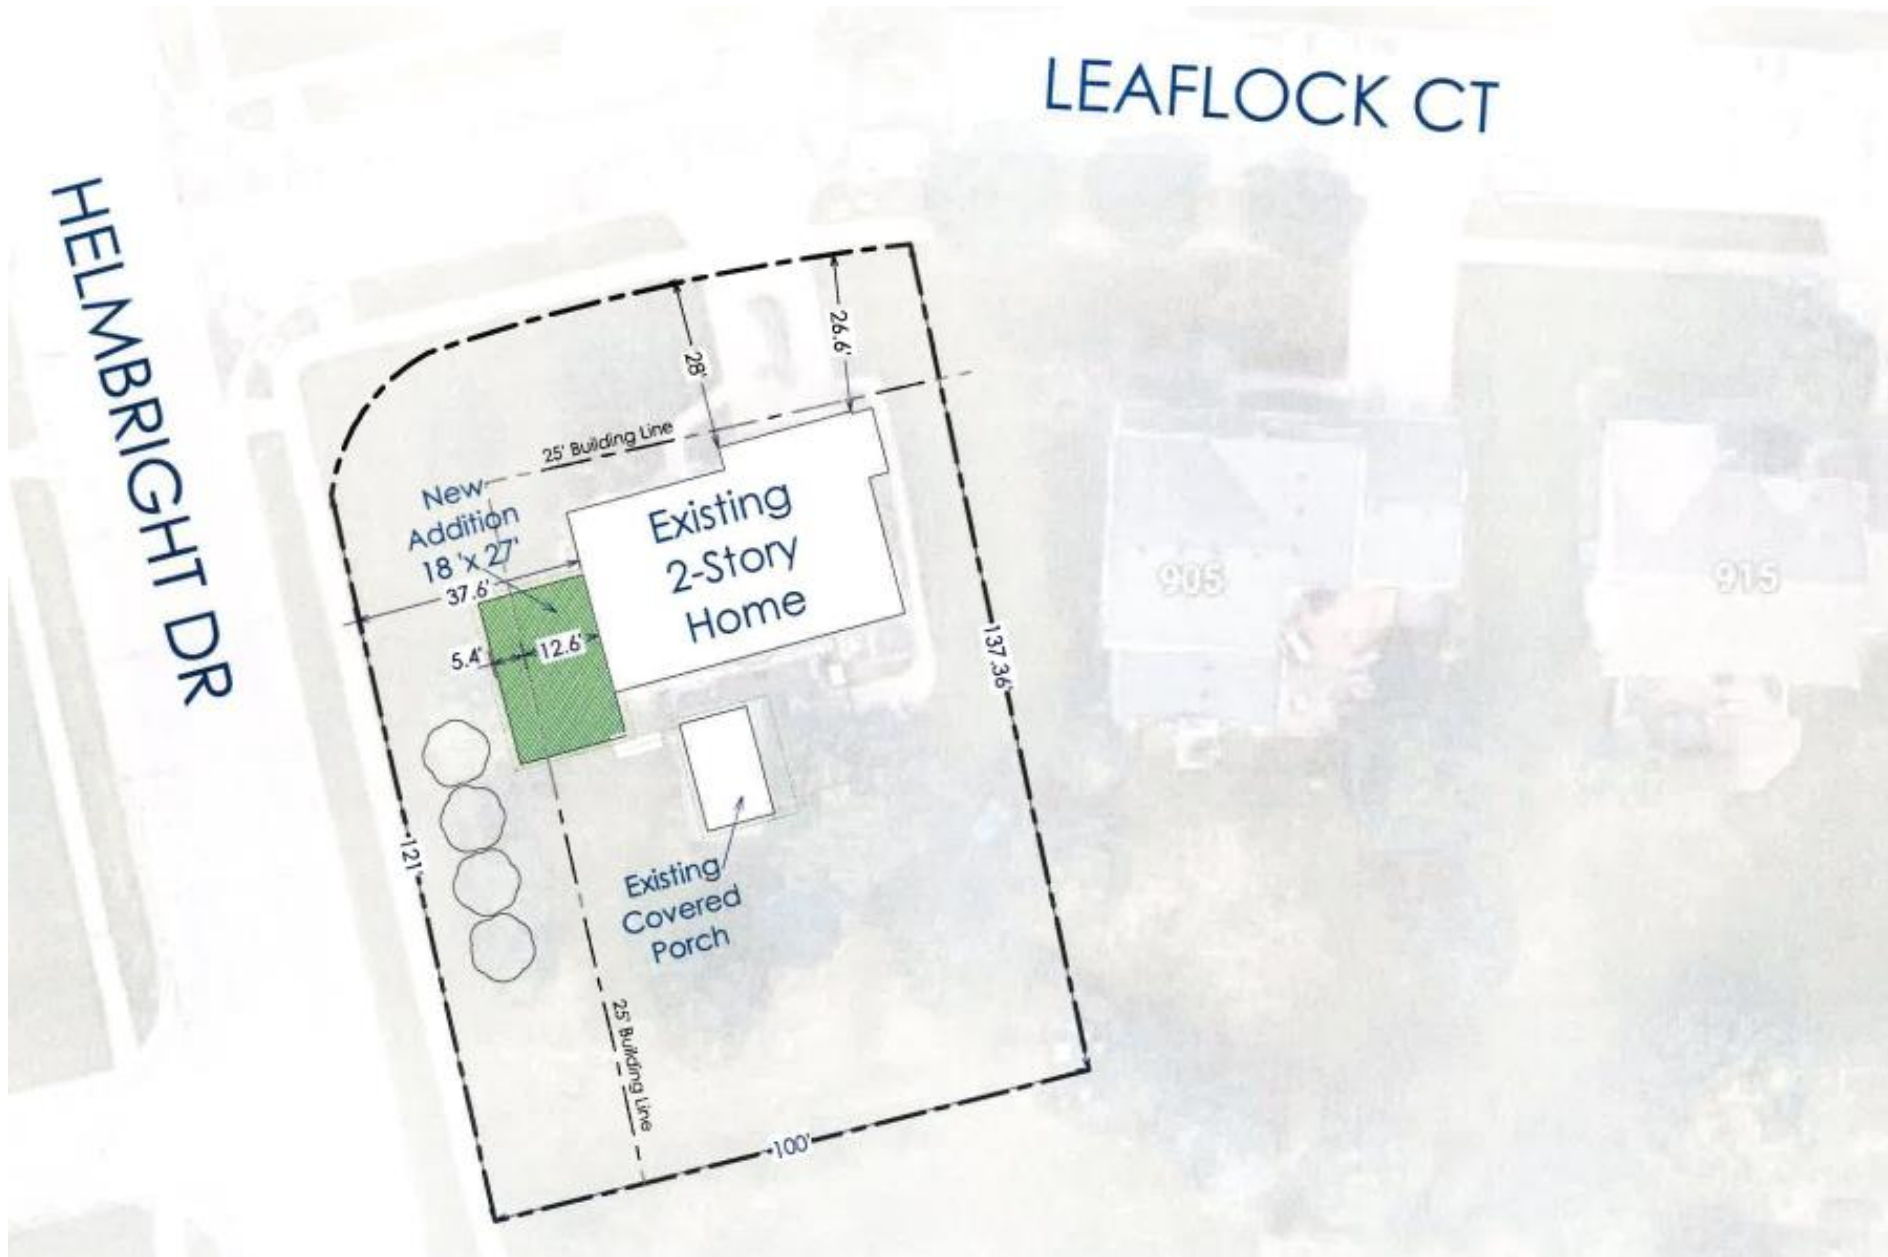 LEAFLOCK CT
HELMBRIGHT DR
26.6'
28'
25' Building Line
New
Addition
18 'x 27'
37.6'
5.4'
12.6'
Existing
2-Story
Home
905
915
137.36'
121'
Existing
Covered
Porch
25' Building Line
100'